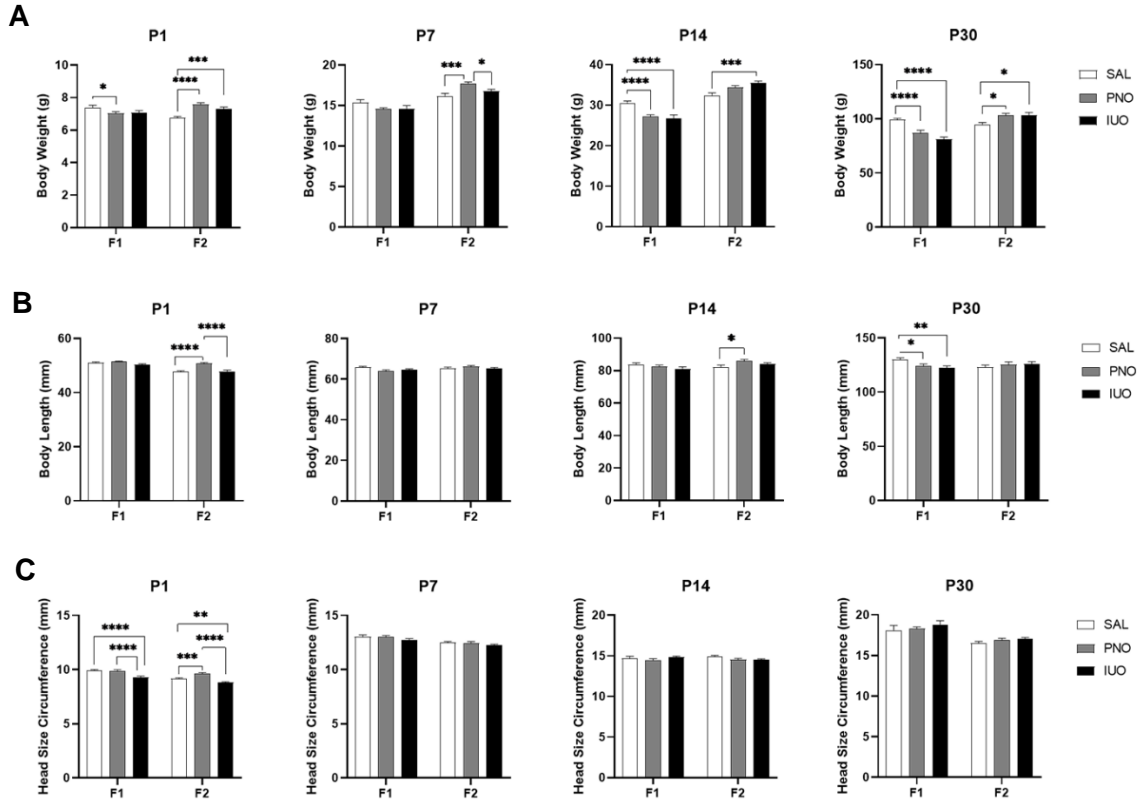 A
P1
Body Weight (g)
10
8
6
4
2
0
*
***
****
F1
F2
P7
Body Weight (g)
20
15
10
5
0
***
*
F1
F2
P14
Body Weight (g)
40
30
20
10
0
****
****
***
F1
F2
P30
Body Weight (g)
150
100
50
0
****
****
*
*
F1
F2
SAL
PNO
IUO
B
P1
Body Length (mm)
60
40
20
0
****
****
F1
F2
P7
Body Length (mm)
80
60
40
20
0
F1
F2
P14
Body Length (mm)
100
80
60
40
20
0
*
F1
F2
P30
Body Length (mm)
150
100
50
0
**
*
F1
F2
SAL
PNO
IUO
C
P1
Head Size Circumference (mm)
15
10
5
0
****
****
**
****
***
F1
F2
P7
Head Size Circumference (mm)
15
10
5
0
F1
F2
P14
Head Size Circumference (mm)
20
15
10
5
0
F1
F2
P30
Head Size Circumference (mm)
20
15
10
5
0
F1
F2
SAL
PNO
IUO